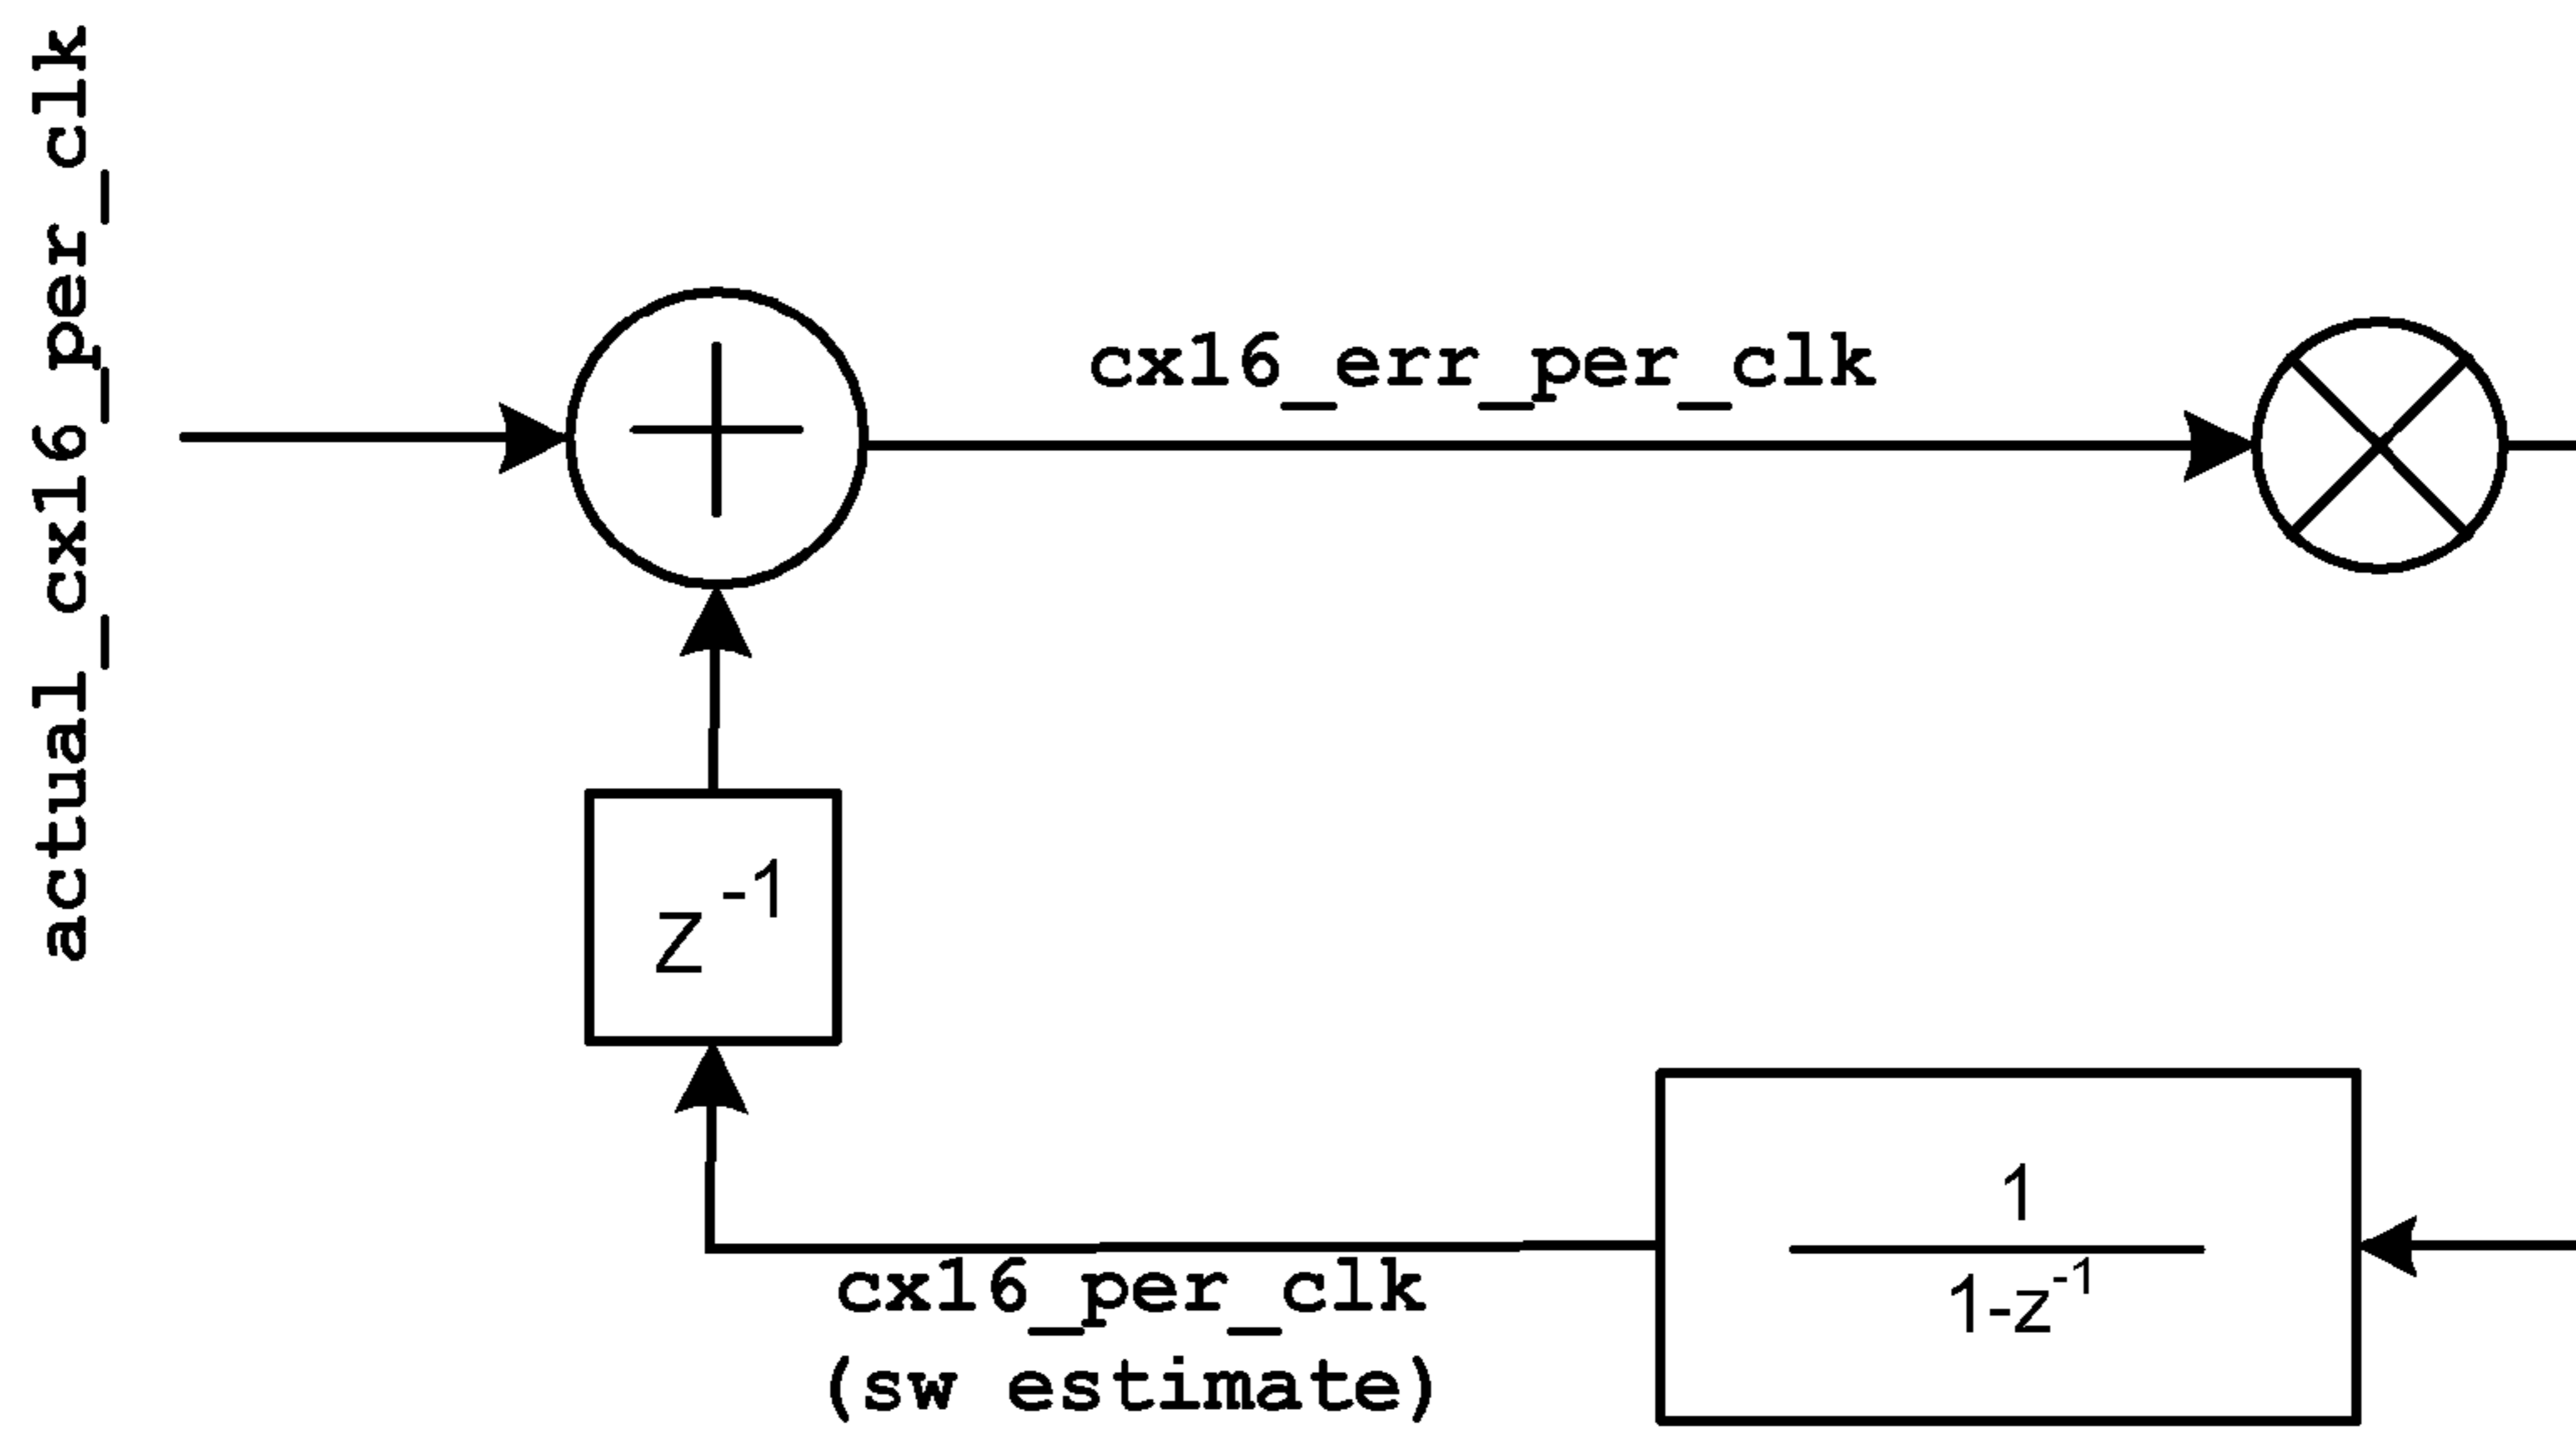 actual_cx16_per_clk
cx16_err_per_clk
z^-1
cx16_per_clk
(sw estimate)
1
1-z^-1